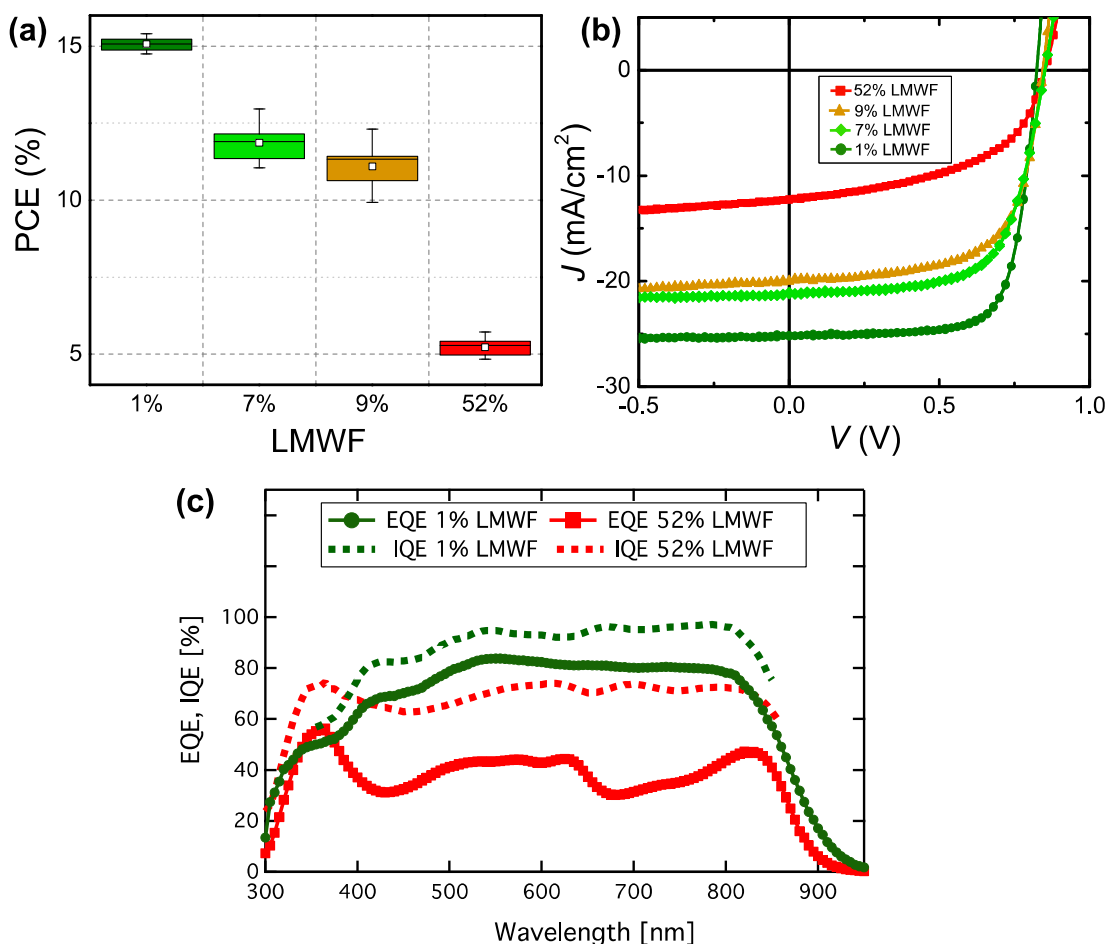 (a)
PCE (%)
15
10
5
1%
7%
9%
52%
LMWF
(b)
J (mA/cm²)
0
-10
-20
-30
52% LMWF
9% LMWF
7% LMWF
1% LMWF
-0.5
0.0
0.5
1.0
V (V)
(c)
EQE 1% LMWF EQE 52% LMWF
IQE 1% LMWF IQE 52% LMWF
EQE, IQE [%]
100
80
60
40
20
0
300 400 500 600 700 800 900
Wavelength [nm]